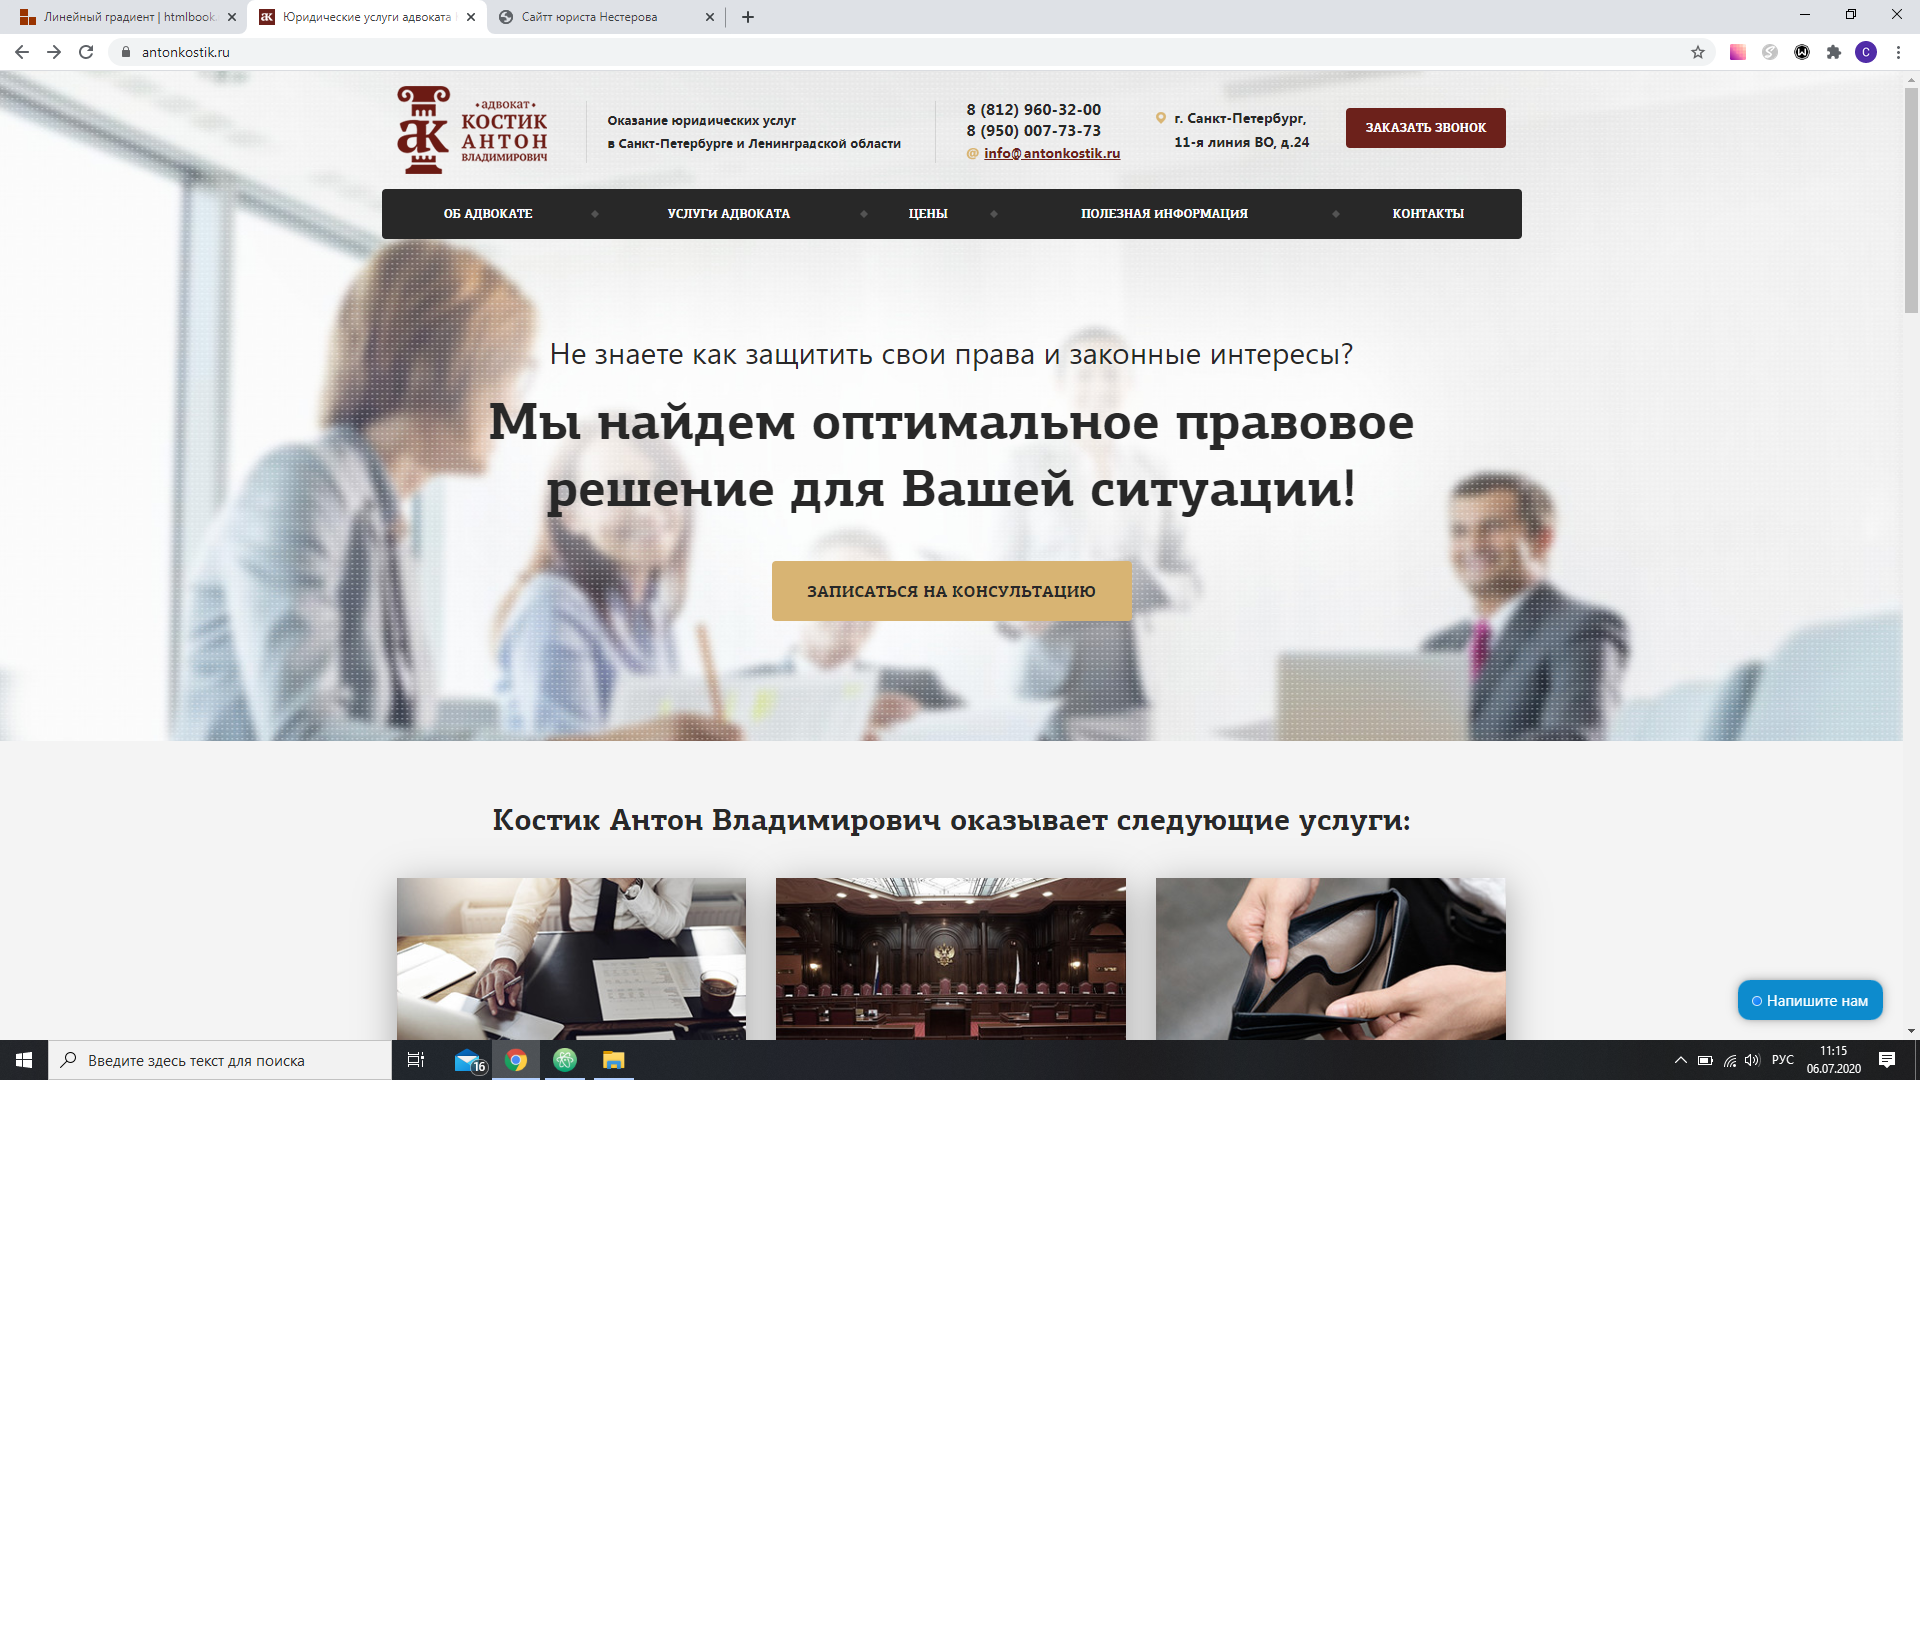 Линейный градиент | htmlbook.
Юридические услуги адвоката
Сайтт юриста Нестерова
antonkostik.ru
С
• адвокат •
КОСТИК
АНТОН
ВЛАДИМИРОВИЧ
ак
Оказание юридических услуг
в Санкт-Петербурге и Ленинградской области
8 (812) 960-32-00
8 (950) 007-73-73
@ info@antonkostik.ru
г. Санкт-Петербург,
11-я линия ВО, д.24
ЗАКАЗАТЬ ЗВОНОК
ОБ АДВОКАТЕ
УСЛУГИ АДВОКАТА
ЦЕНЫ
ПОЛЕЗНАЯ ИНФОРМАЦИЯ
КОНТАКТЫ
Не знаете как защитить свои права и законные интересы?
Мы найдем оптимальное правовое
решение для Вашей ситуации!
ЗАПИСАТЬСЯ НА КОНСУЛЬТАЦИЮ
Костик Антон Владимирович оказывает следующие услуги:
Напишите нам
Введите здесь текст для поиска
16
РУС
11:15
06.07.2020